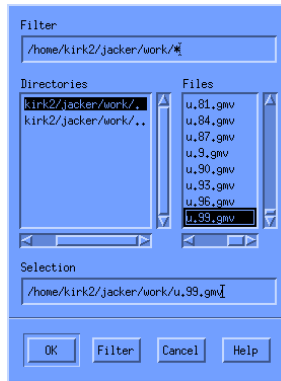 Filter
/home/kirk2/jacker/work/*
Directories
Files
kirk2/jacker/work/.
kirk2/jacker/work/..
u.81.gmv
u.84.gmv
u.87.gmv
u.9.gmv
u.90.gmv
u.93.gmv
u.96.gmv
u.99.gmv
Selection
/home/kirk2/jacker/work/u.99.gmv
OK
Filter
Cancel
Help